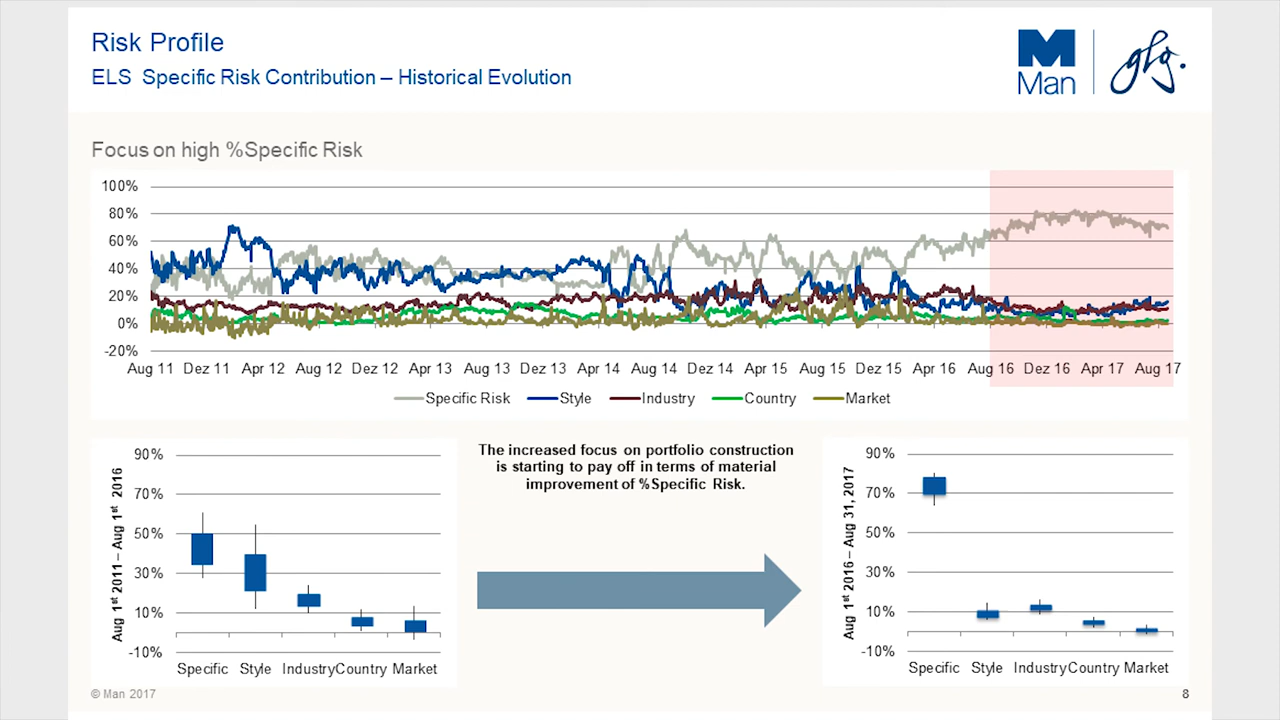 Risk Profile
ELS Specific Risk Contribution – Historical Evolution
Man
glg.
Focus on high %Specific Risk
100%
80%
60%
40%
20%
0%
-20%
Aug 11 Dez 11 Apr 12 Aug 12 Dez 12 Apr 13 Aug 13 Dez 13 Apr 14 Aug 14 Dez 14 Apr 15 Aug 15 Dez 15 Apr 16 Aug 16 Dez 16 Apr 17 Aug 17
Specific Risk Style Industry Country Market
Aug 1st 2011 – Aug 1st 2016
90%
70%
50%
30%
10%
-10%
Specific Style Industry Country Market
The increased focus on portfolio construction
is starting to pay off in terms of material
improvement of %Specific Risk.
Aug 1st 2016 – Aug 31, 2017
90%
70%
50%
30%
10%
-10%
Specific Style Industry Country Market
© Man 2017
8